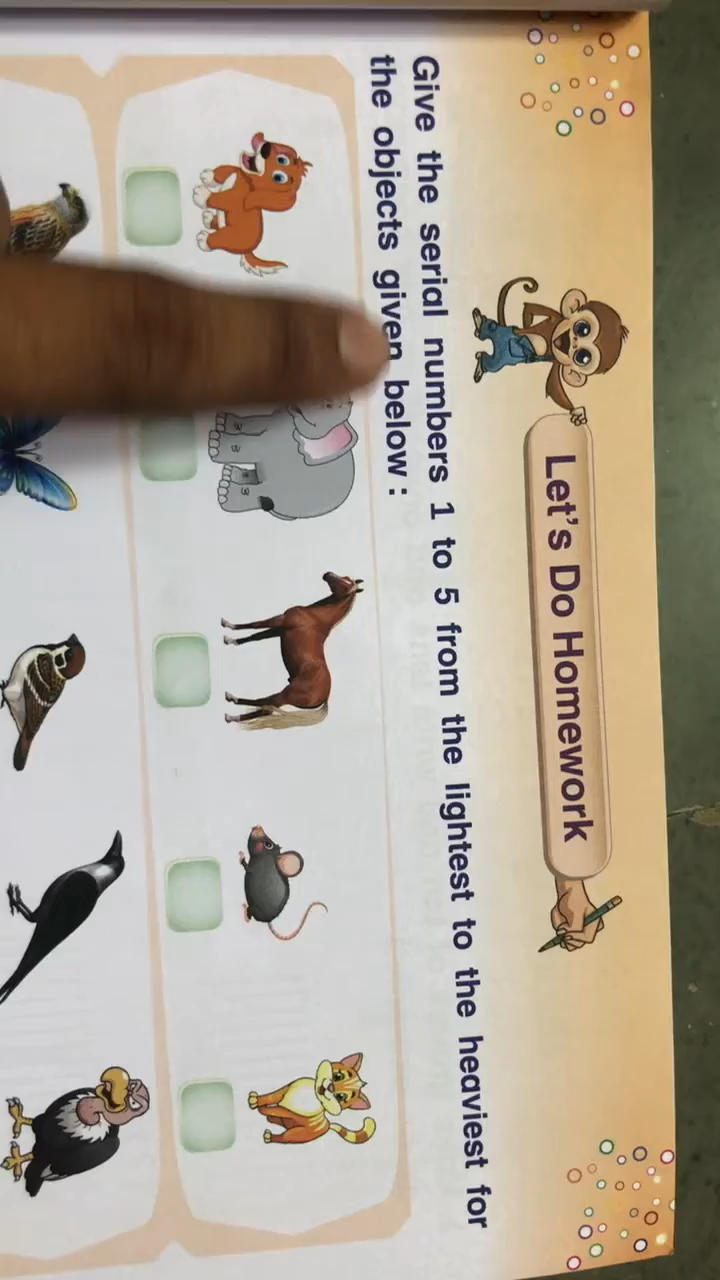 Let's Do Homework
Give the serial numbers 1 to 5 from the lightest to the heaviest for
the objects given below :